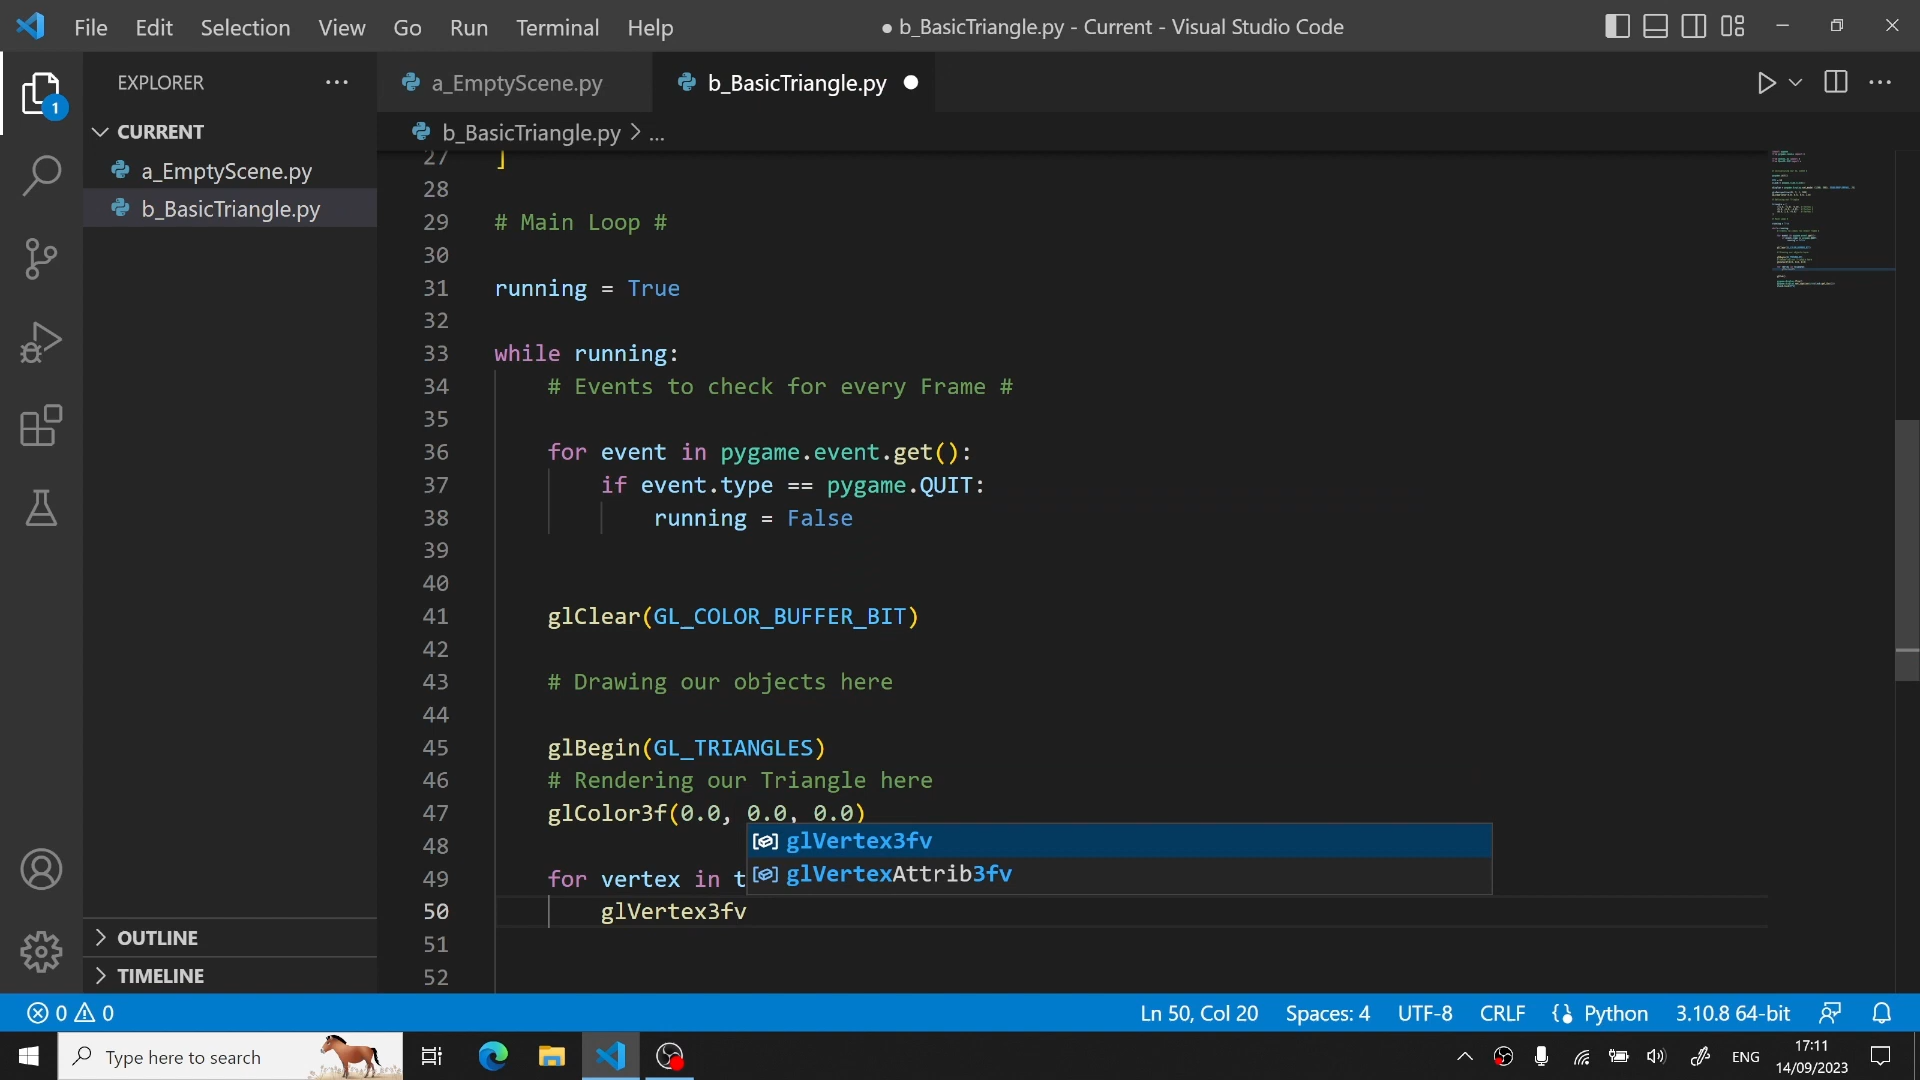 File Edit Selection View Go Run Terminal Help
● b_BasicTriangle.py - Current - Visual Studio Code
EXPLORER
1
CURRENT
a_EmptyScene.py
b_BasicTriangle.py
OUTLINE
TIMELINE
a_EmptyScene.py
b_BasicTriangle.py
b_BasicTriangle.py > ...
27 ]
28
29 # Main Loop #
30
31 running = True
32
33 while running:
34 # Events to check for every Frame #
35
36 for event in pygame.event.get():
37 if event.type == pygame.QUIT:
38 running = False
39
40
41 glClear(GL_COLOR_BUFFER_BIT)
42
43 # Drawing our objects here
44
45 glBegin(GL_TRIANGLES)
46 # Rendering our Triangle here
47 glColor3f(0.0, 0.0, 0.0)
48
glVertex3fv
glVertexAttrib3fv
49 for vertex in t
50 glVertex3fv
51
52
0 0
Ln 50, Col 20 Spaces: 4 UTF-8 CRLF Python 3.10.8 64-bit
Type here to search
ENG
17:11
14/09/2023